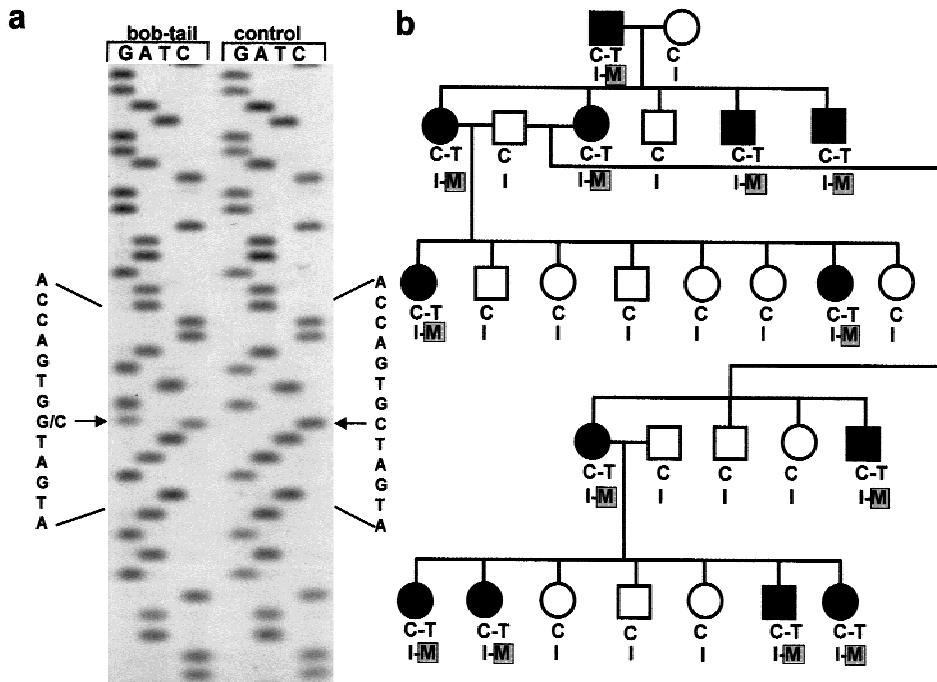 a
bob-tail control
G A T C G A T C
A
C
C
A
G
T
G
G/C
T
A
G
T
A
A
C
C
A
G
T
G
C
T
A
G
T
A
b
C-T C
I-M I
C-T C C-T C C-T C-T
I-M I I-M I I-M I-M
C-T C C C C C C-T C
I-M I I I I I I-M I
C-T C C C C-T
I-M I I I I-M
C-T C-T C C C C-T C-T
I-M I-M I I I I-M I-M